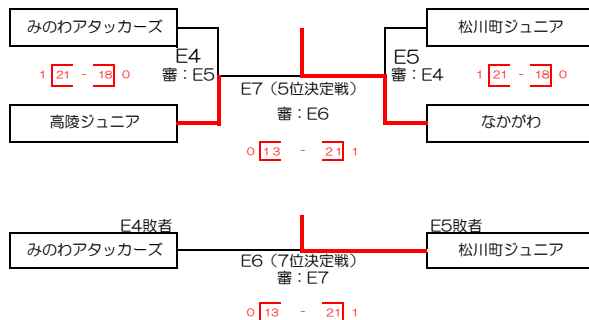 みのわアタッカーズ
松川町ジュニア
E4
審：E5
E5
審：E4
1 21 - 18 0
1 21 - 18 0
E7（5位決定戦）
審：E6
高陵ジュニア
なかがわ
0 13 - 21 1
E4敗者
E5敗者
みのわアタッカーズ
松川町ジュニア
E6（7位決定戦）
審：E7
0 13 - 21 1